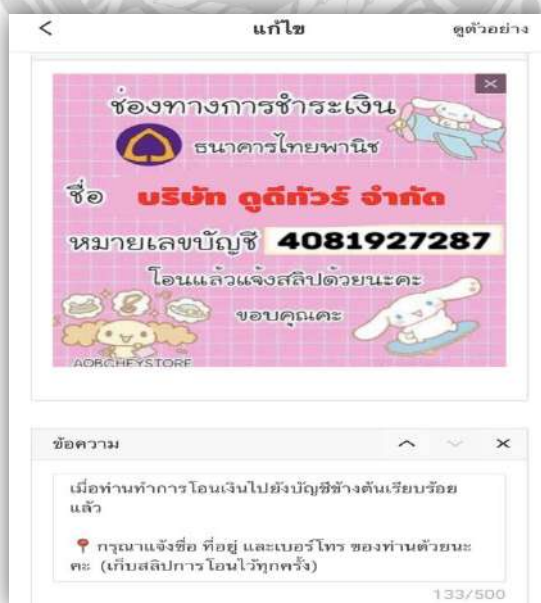 แก้ไข
ดูตัวอย่าง
ช่องทางการชำระเงิน
ธนาคารไทยพานิช
ชื่อ บริษัท ดูดีทัวร์ จำกัด
หมายเลขบัญชี 4081927287
โอนแล้วแจ้งสลิปด้วยนะคะ
ขอบคุณคะ
AOBCHEYSTORE
ข้อความ
เมื่อท่านทำการโอนเงินไปยังบัญชีข้างต้นเรียบร้อย
แล้ว
📍 กรุณาแจ้งชื่อ ที่อยู่ และเบอร์โทร ของท่านด้วยนะ
คะ (เก็บสลิปการโอนไว้ทุกครั้ง)
133/500